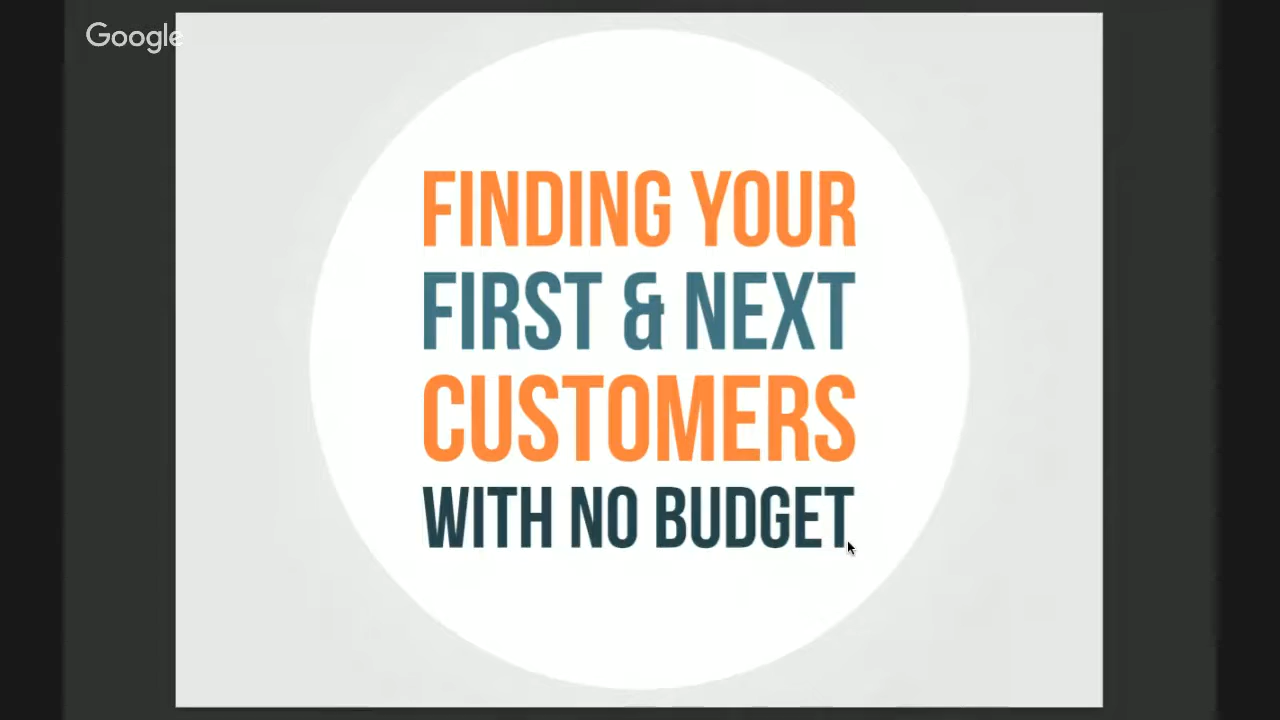 Google
FINDING YOUR
FIRST & NEXT
CUSTOMERS
WITH NO BUDGET